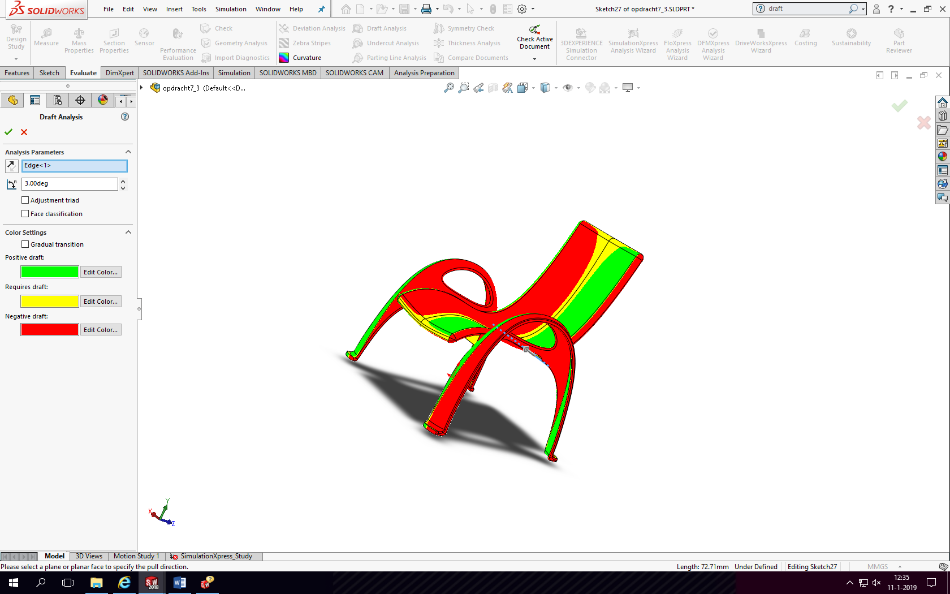 SOLIDWORKS
File Edit View Insert Tools Simulation Window Help
Sketch27 of opdracht7_3.SLDPRT *
draft
Design Study
Measure
Mass Properties
Section Properties
Sensor
Performance Evaluation
Check
Geometry Analysis
Import Diagnostics
Deviation Analysis
Zebra Stripes
Curvature
Draft Analysis
Undercut Analysis
Parting Line Analysis
Symmetry Check
Thickness Analysis
Compare Documents
Check Active Document
3DEXPERIENCE Simulation Connector
SimulationXpress Analysis Wizard
FloXpress Analysis Wizard
DFMXpress Analysis Wizard
DriveWorksXpress Wizard
Costing
Sustainability
Part Reviewer
Features Sketch Evaluate DimXpert SOLIDWORKS Add-Ins Simulation SOLIDWORKS MBD SOLIDWORKS CAM Analysis Preparation
opdracht7_3 (Default<<D...
Draft Analysis
Analysis Parameters
Edge<1>
3.00deg
Adjustment triad
Face classification
Color Settings
Gradual transition
Positive draft:
Edit Color...
Requires draft:
Edit Color...
Negative draft:
Edit Color...
Y
X
Z
Model 3D Views Motion Study 1 SimulationXpress_Study
Please select a plane or planar face to specify the pull direction.
Length: 72.71mm Under Defined Editing Sketch27 MMGS
12:35
11-1-2019